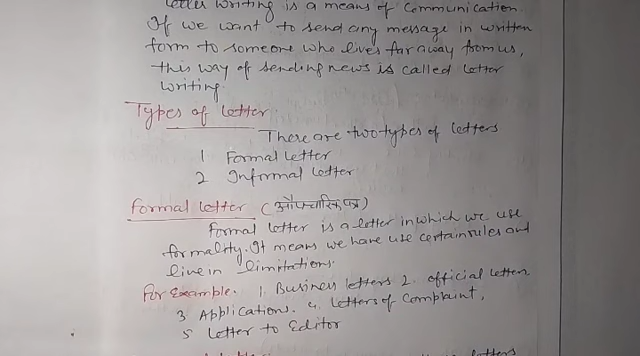 Letter writing is a means of communication.
If we want to send any message in written
form to someone who lives far away from us,
this way of sending news is called letter
writing.
Types of letter:
There are two types of letters
1 Formal letter
2 Informal letter
Formal letter (औपचारिक पत्र)
Formal letter is a letter in which we use
formality. It means we have use certain rules and
live in limitations.
For Example. 1. Business letters 2. official letter
3 Applications. 4. letters of Complaint,
5 Letter to Editor
letters